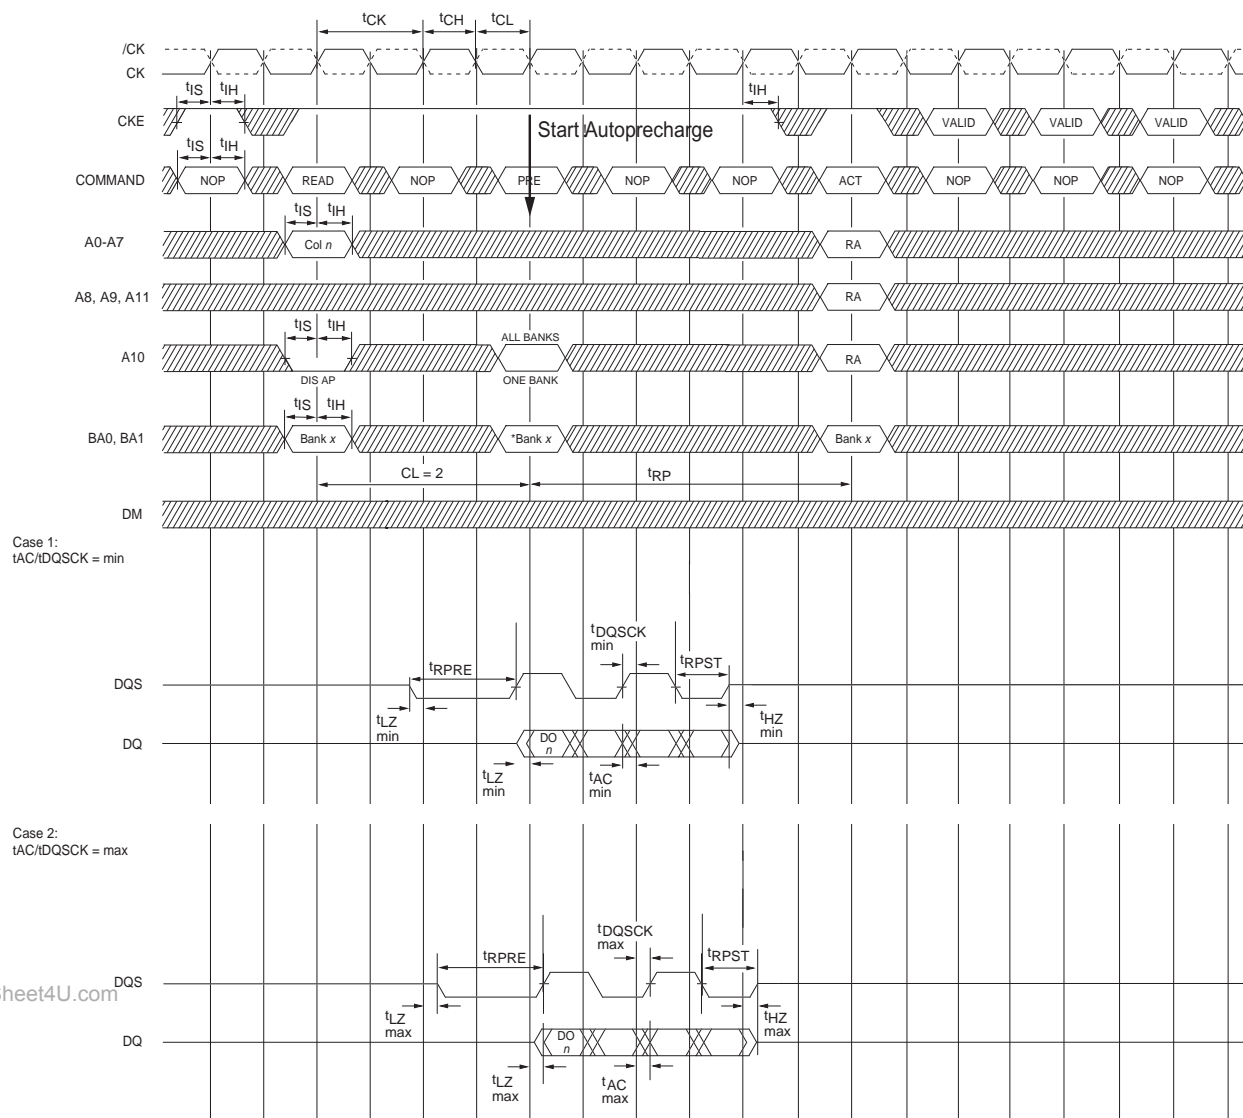 tCK tCH tCL
/CK
CK
tIS tIH tIH
CKE VALID VALID VALID
Start Autoprecharge
tIS tIH
COMMAND NOP READ NOP PRE NOP NOP ACT NOP NOP NOP
tIS tIH
A0-A7 Col n RA
A8, A9, A11 RA
tIS tIH ALL BANKS
A10 RA
DIS AP ONE BANK
tIS tIH
BA0, BA1 Bank x *Bank x Bank x
CL = 2 tRP
DM
Case 1:
tAC/tDQSCK = min
tDQSCK
min
tRPRE tRPST
DQS
tLZ
min
tHZ
min
DQ DO
n
tLZ
min
tAC
min
Case 2:
tAC/tDQSCK = max
tDQSCK
max
tRPRE tRPST
DQS
heet4U.com
tLZ
max
tHZ
max
DQ DO
n
tLZ
max
tAC
max